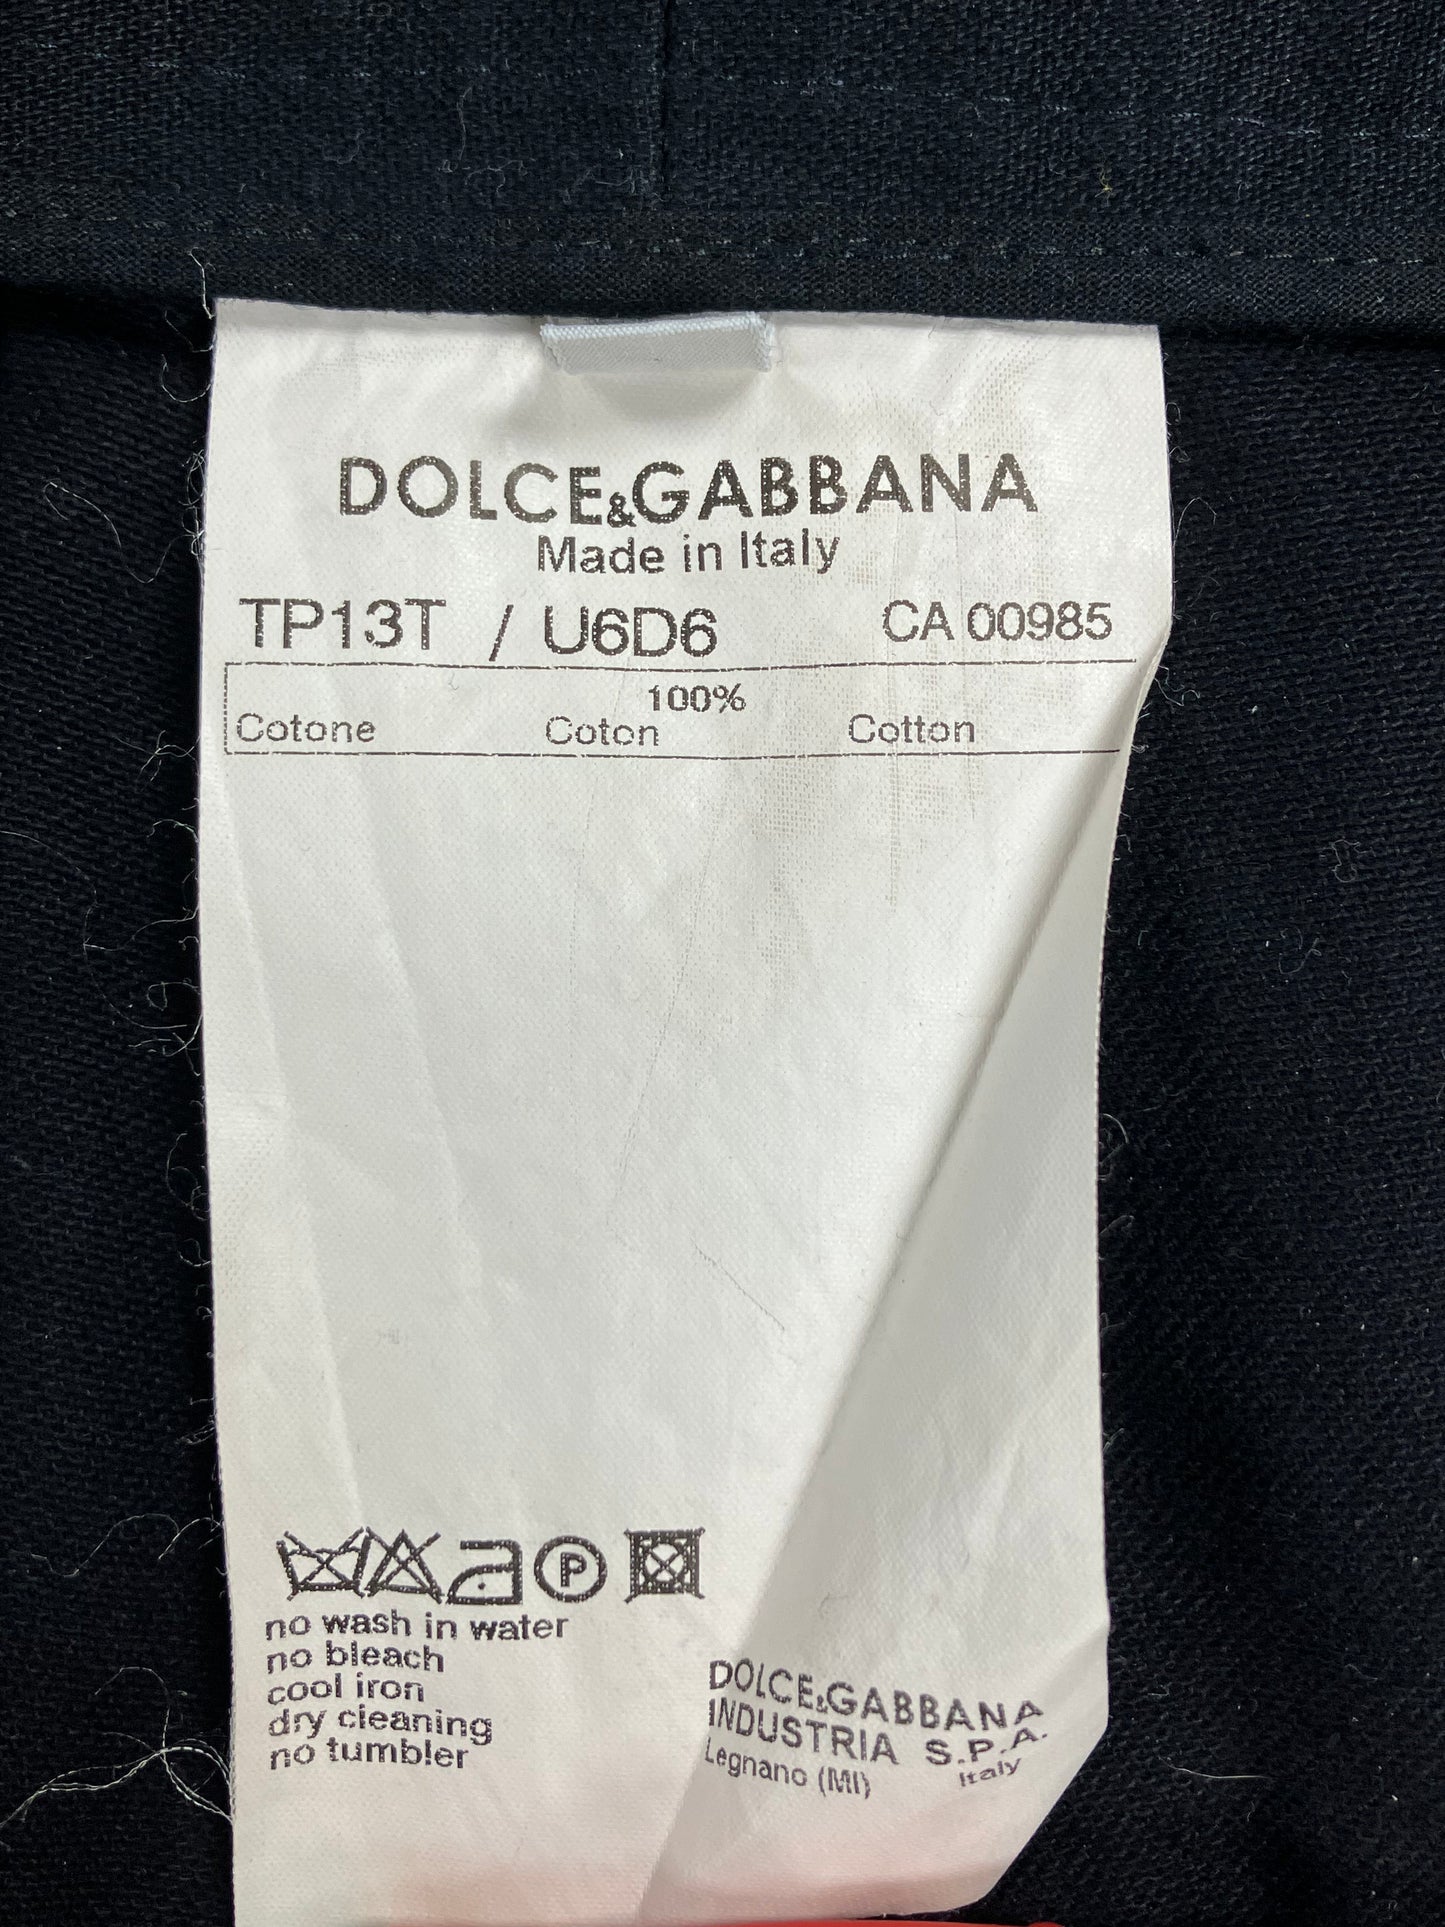 DOLCE&GABBANA
Made in Italy
TP13T / U6D6 CA 00985
100%
Cotone Coton Cotton
P
no wash in water
no bleach
cool iron
dry cleaning
no tumbler
DOLCE&GABBANA
INDUSTRIA S.P.A.
Legnano (MI) Italy